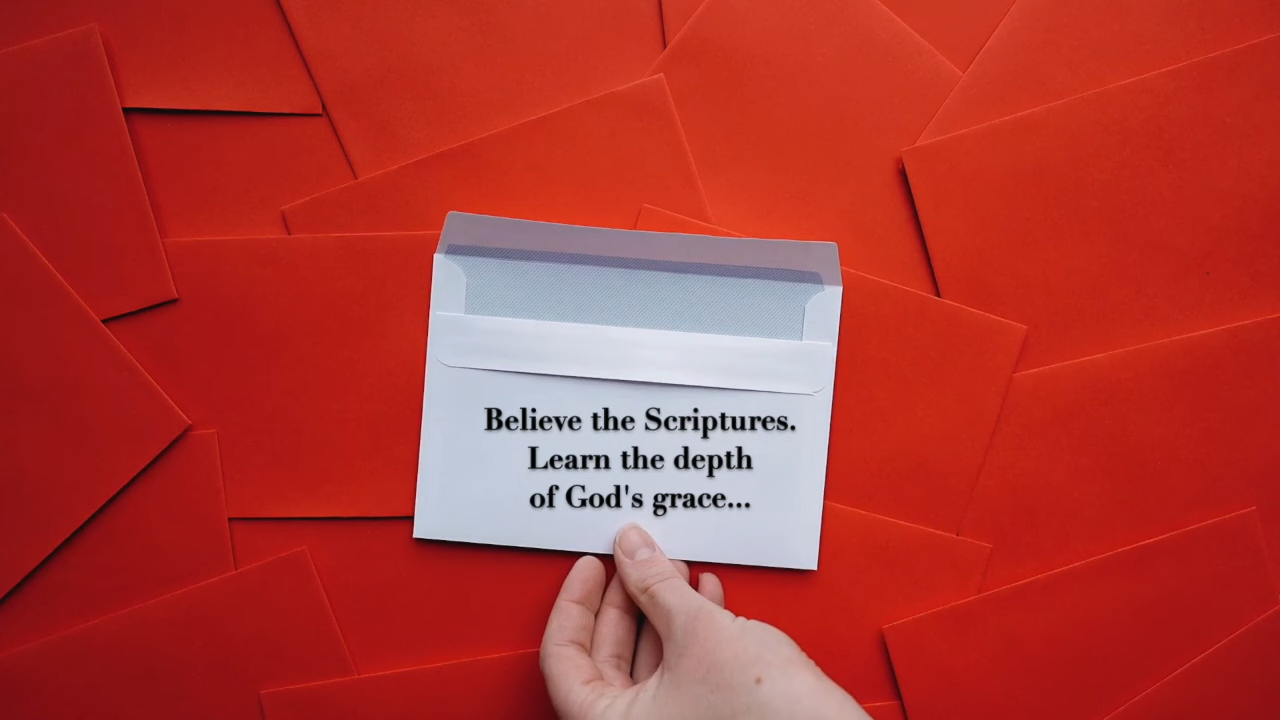 Believe the Scriptures.
Learn the depth
of God's grace...